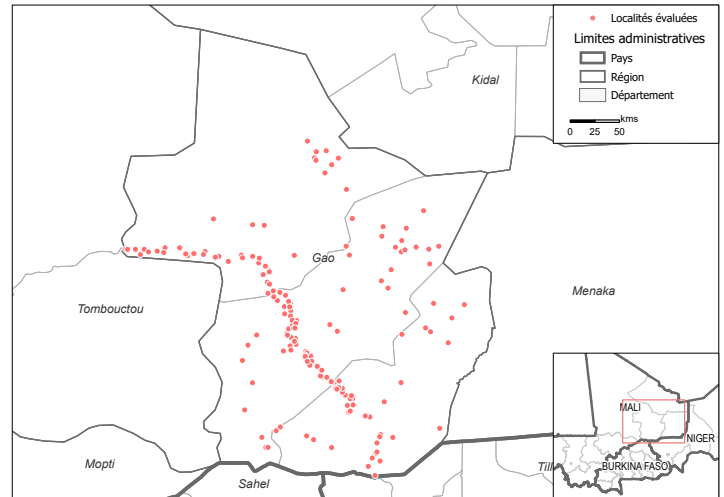 Localités évaluées
Limites administratives
Pays
Région
Département
kms
0 25 50
Kidal
Gao
Menaka
Tombouctou
Mopti
Sahel
Till
MALI
NIGER
BURKINA FASO